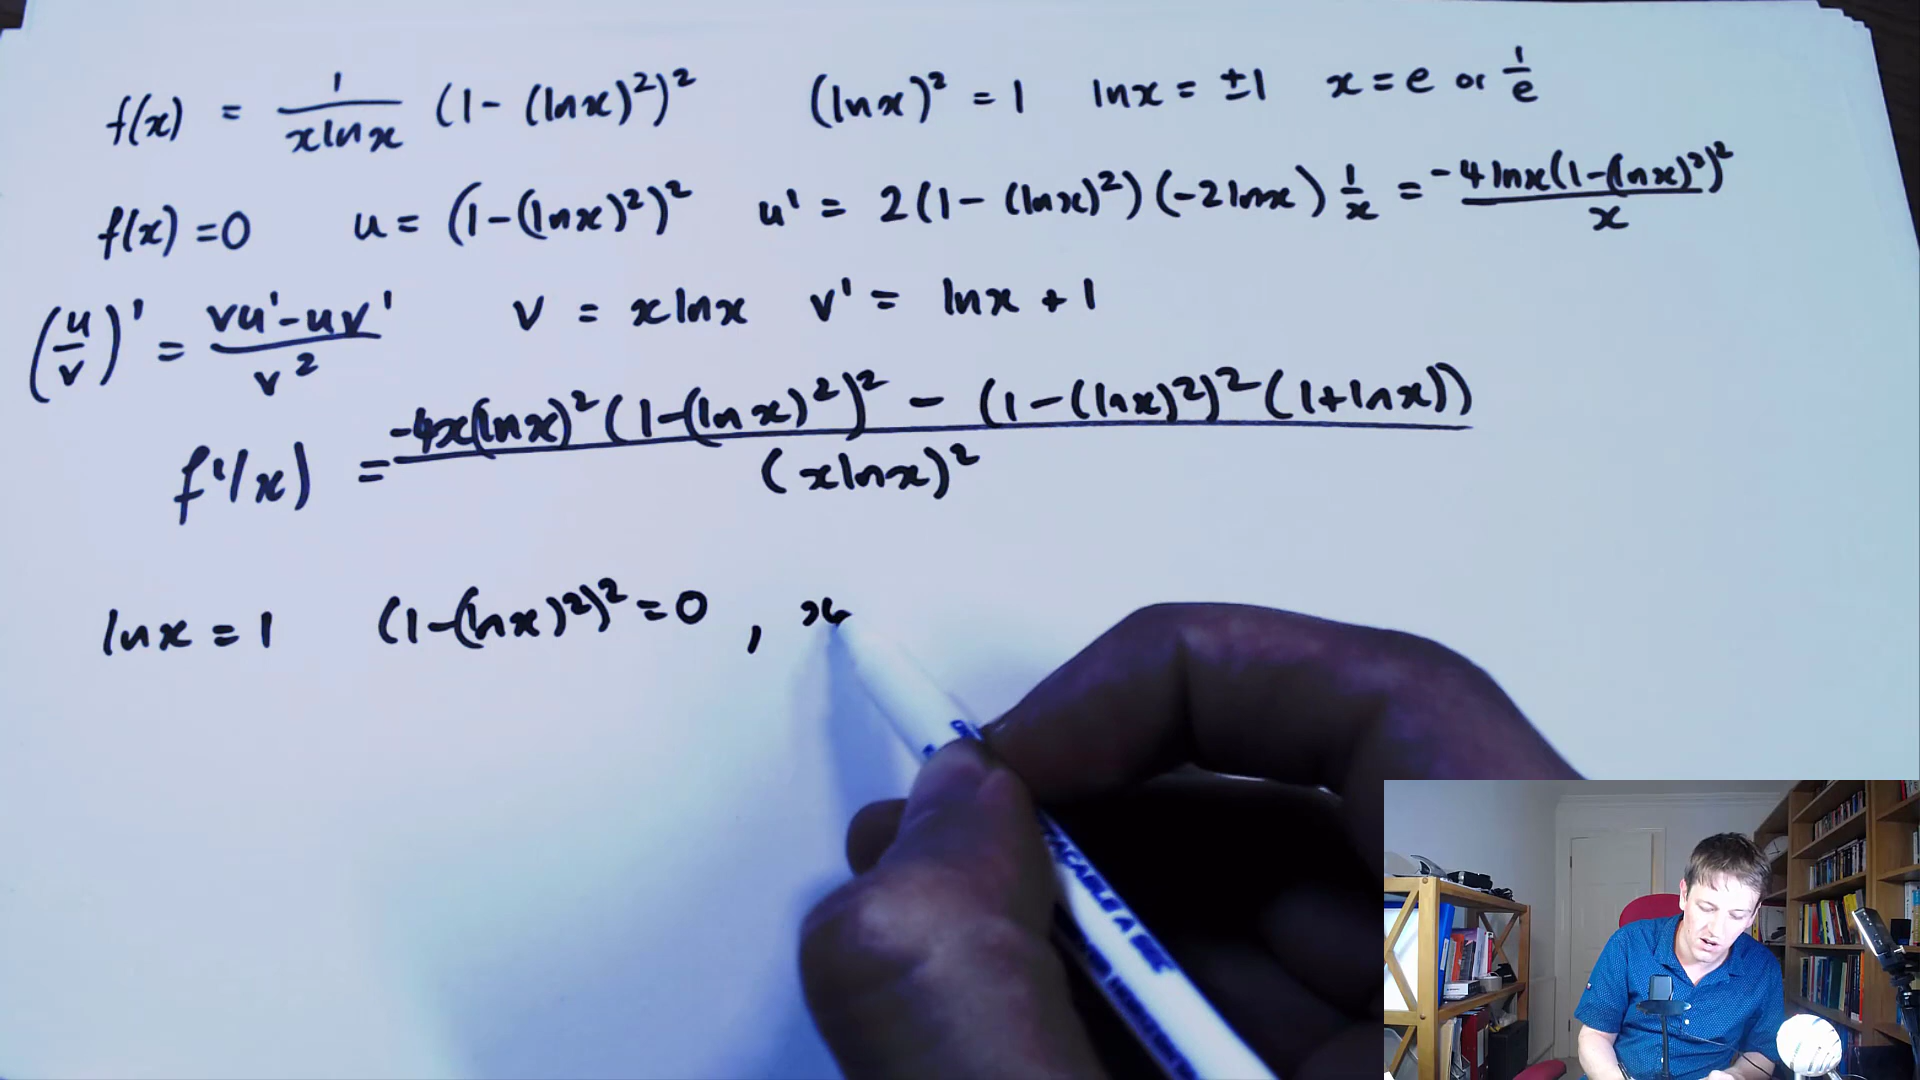 f(x) = 1/(x ln x) (1 - (ln x)²)² (ln x)² = 1 ln x = ±1 x = e or 1/e
f(x) = 0 u = (1 - (ln x)²)² u' = 2(1 - (ln x)²)(-2 ln x) 1/x = -4 ln x (1 - (ln x)²)²/x
(u/v)' = (vu' - uv')/v² v = x ln x v' = ln x + 1
f'(x) = (-4x(ln x)² (1 - (ln x)²)² - (1 - (ln x)²)² (1 + ln x))/(x ln x)²
ln x = 1 (1 - (ln x)²)² = 0 , x